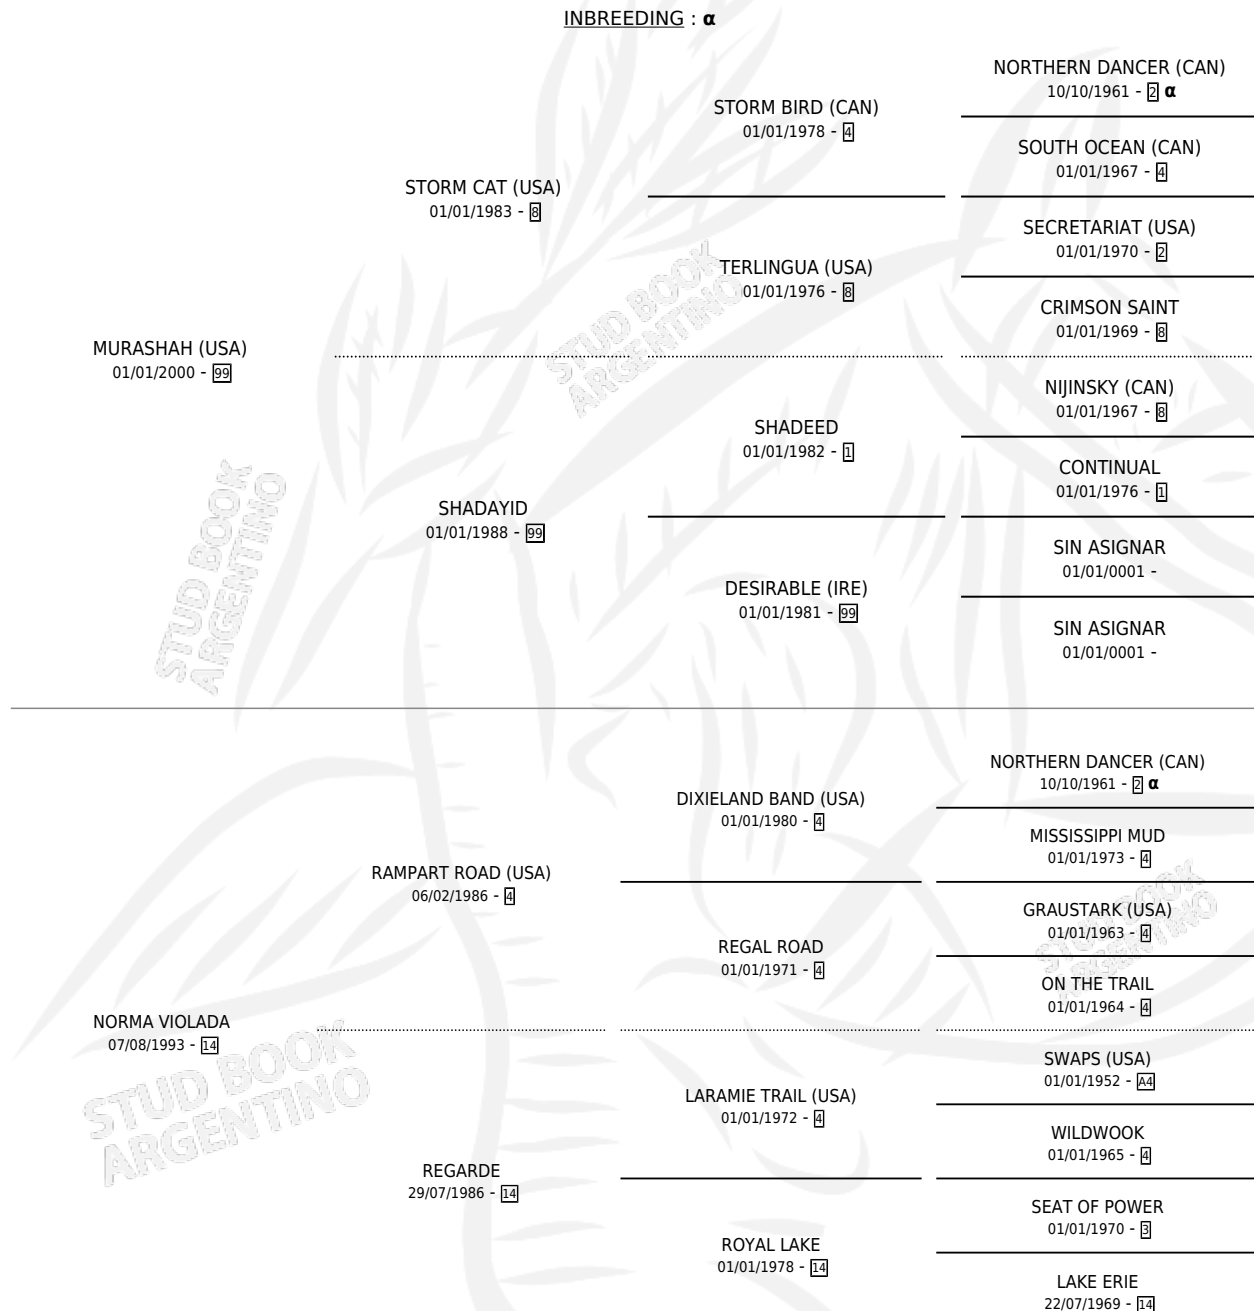 INBREEDING : α
NORTHERN DANCER (CAN)
10/10/1961 - 2 α
STORM BIRD (CAN)
01/01/1978 - 4
SOUTH OCEAN (CAN)
01/01/1967 - 4
STORM CAT (USA)
01/01/1983 - 8
SECRETARIAT (USA)
01/01/1970 - 2
TERLINGUA (USA)
01/01/1976 - 8
CRIMSON SAINT
01/01/1969 - 8
MURASHAH (USA)
01/01/2000 - 99
NIJINSKY (CAN)
01/01/1967 - 8
SHADEED
01/01/1982 - 1
CONTINUAL
01/01/1976 - 1
SHADAYID
01/01/1988 - 99
SIN ASIGNAR
01/01/0001 -
DESIRABLE (IRE)
01/01/1981 - 99
SIN ASIGNAR
01/01/0001 -
NORTHERN DANCER (CAN)
10/10/1961 - 2 α
DIXIELAND BAND (USA)
01/01/1980 - 4
MISSISSIPPI MUD
01/01/1973 - 4
RAMPART ROAD (USA)
06/02/1986 - 4
GRAUSTARK (USA)
01/01/1963 - 4
REGAL ROAD
01/01/1971 - 4
ON THE TRAIL
01/01/1964 - 4
NORMA VIOLADA
07/08/1993 - 14
SWAPS (USA)
01/01/1952 - A4
LARAMIE TRAIL (USA)
01/01/1972 - 4
WILDWOOK
01/01/1965 - 4
REGARDE
29/07/1986 - 14
SEAT OF POWER
01/01/1970 - 3
ROYAL LAKE
01/01/1978 - 14
LAKE ERIE
22/07/1969 - 14
STUD BOOK
ARGENTINO
STUD BOOK
ARGENTINO
STUD BOOK
ARGENTINO
STUD BOOK
ARGENTINO